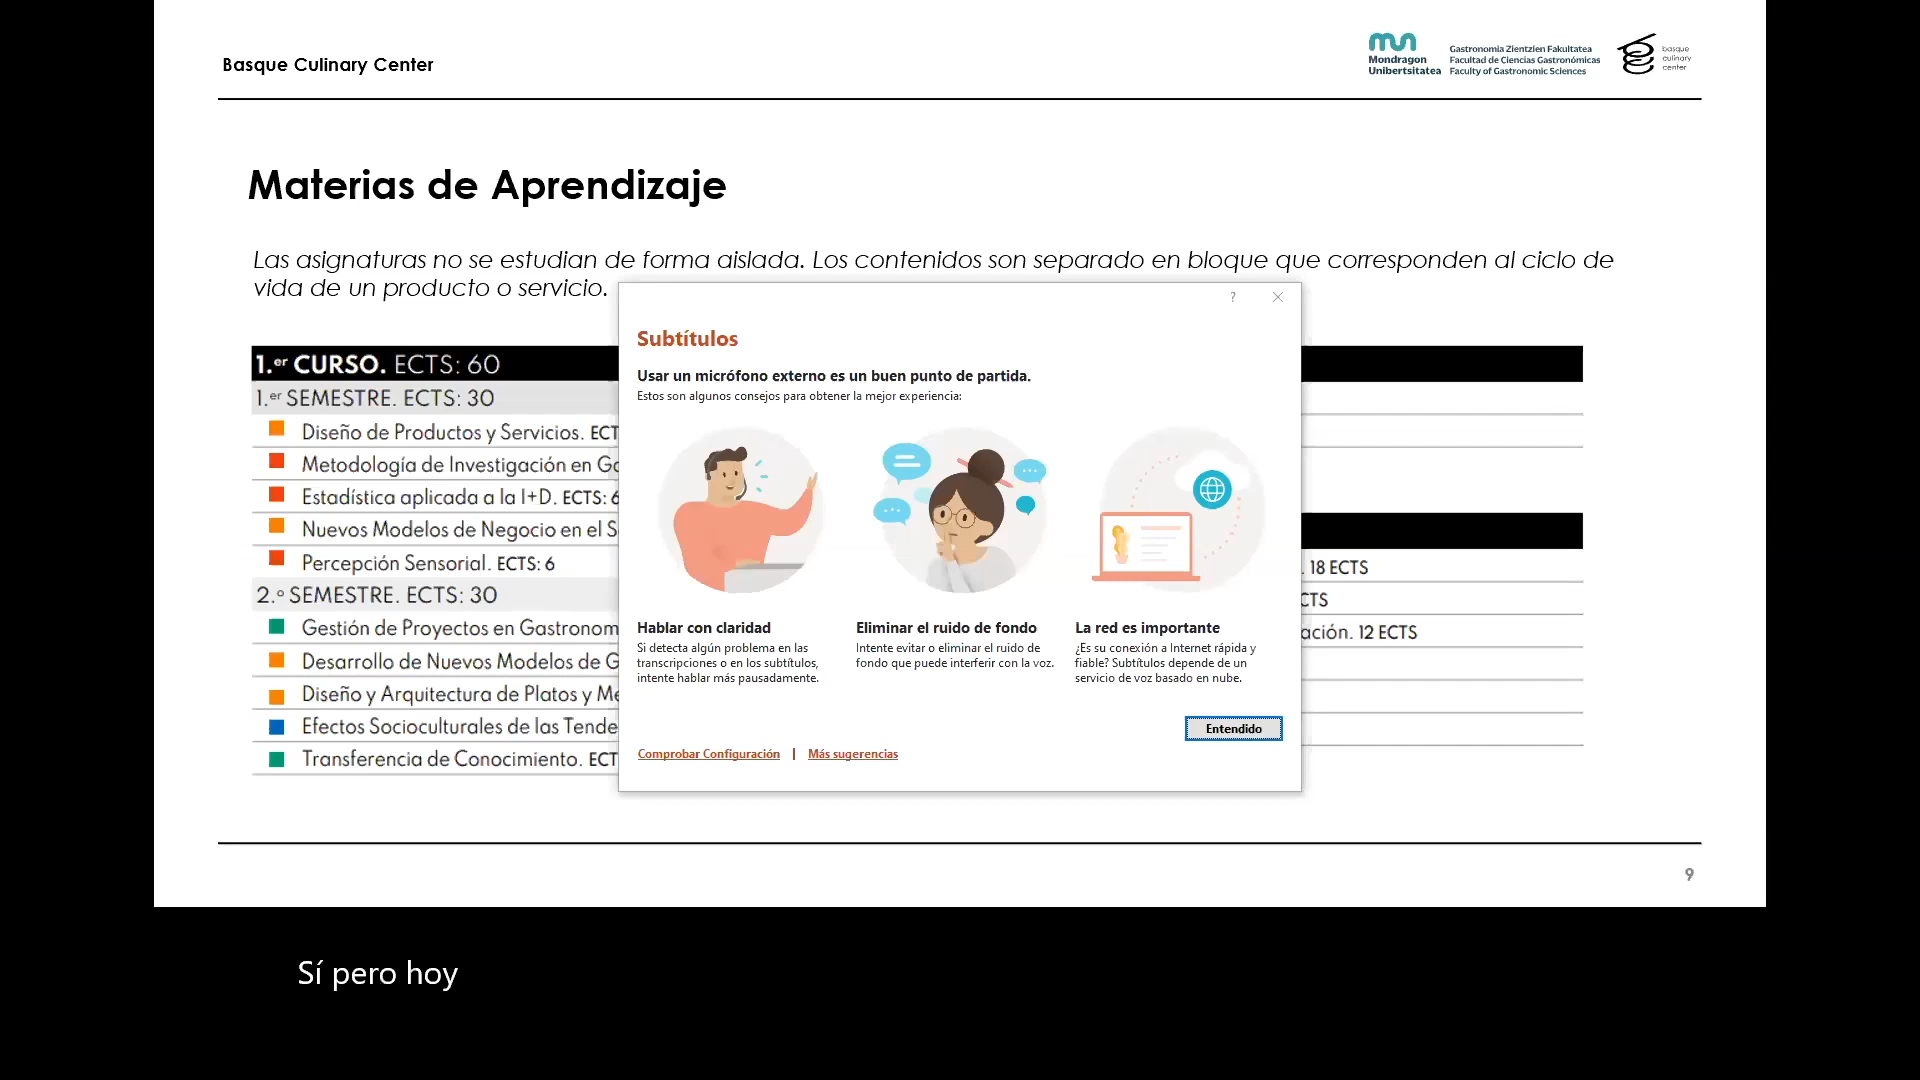 Basque Culinary Center
Mondragon
Unibertsitatea
Gastronomia Zientzien Fakultatea
Facultad de Ciencias Gastronómicas
Faculty of Gastronomic Sciences
basque
culinary
center
Materias de Aprendizaje
Las asignaturas no se estudian de forma aislada. Los contenidos son separado en bloque que corresponden al ciclo de
vida de un producto o servicio.
1.er CURSO. ECTS: 60
1.er SEMESTRE. ECTS: 30
Diseño de Productos y Servicios. ECT
Metodología de Investigación en Ga
Estadística aplicada a la I+D. ECTS: 6
Nuevos Modelos de Negocio en el S
Percepción Sensorial. ECTS: 6
2.º SEMESTRE. ECTS: 30
Gestión de Proyectos en Gastronom
Desarrollo de Nuevos Modelos de G
Diseño y Arquitectura de Platos y Me
Efectos Socioculturales de las Tende
Transferencia de Conocimiento. ECT
. 18 ECTS
CTS
ación. 12 ECTS
?
Subtítulos
Usar un micrófono externo es un buen punto de partida.
Estos son algunos consejos para obtener la mejor experiencia:
Hablar con claridad
Si detecta algún problema en las
transcripciones o en los subtítulos,
intente hablar más pausadamente.
Eliminar el ruido de fondo
Intente evitar o eliminar el ruido de
fondo que puede interferir con la voz.
La red es importante
¿Es su conexión a Internet rápida y
fiable? Subtítulos depende de un
servicio de voz basado en nube.
Entendido
Comprobar Configuración | Más sugerencias
9
Sí pero hoy